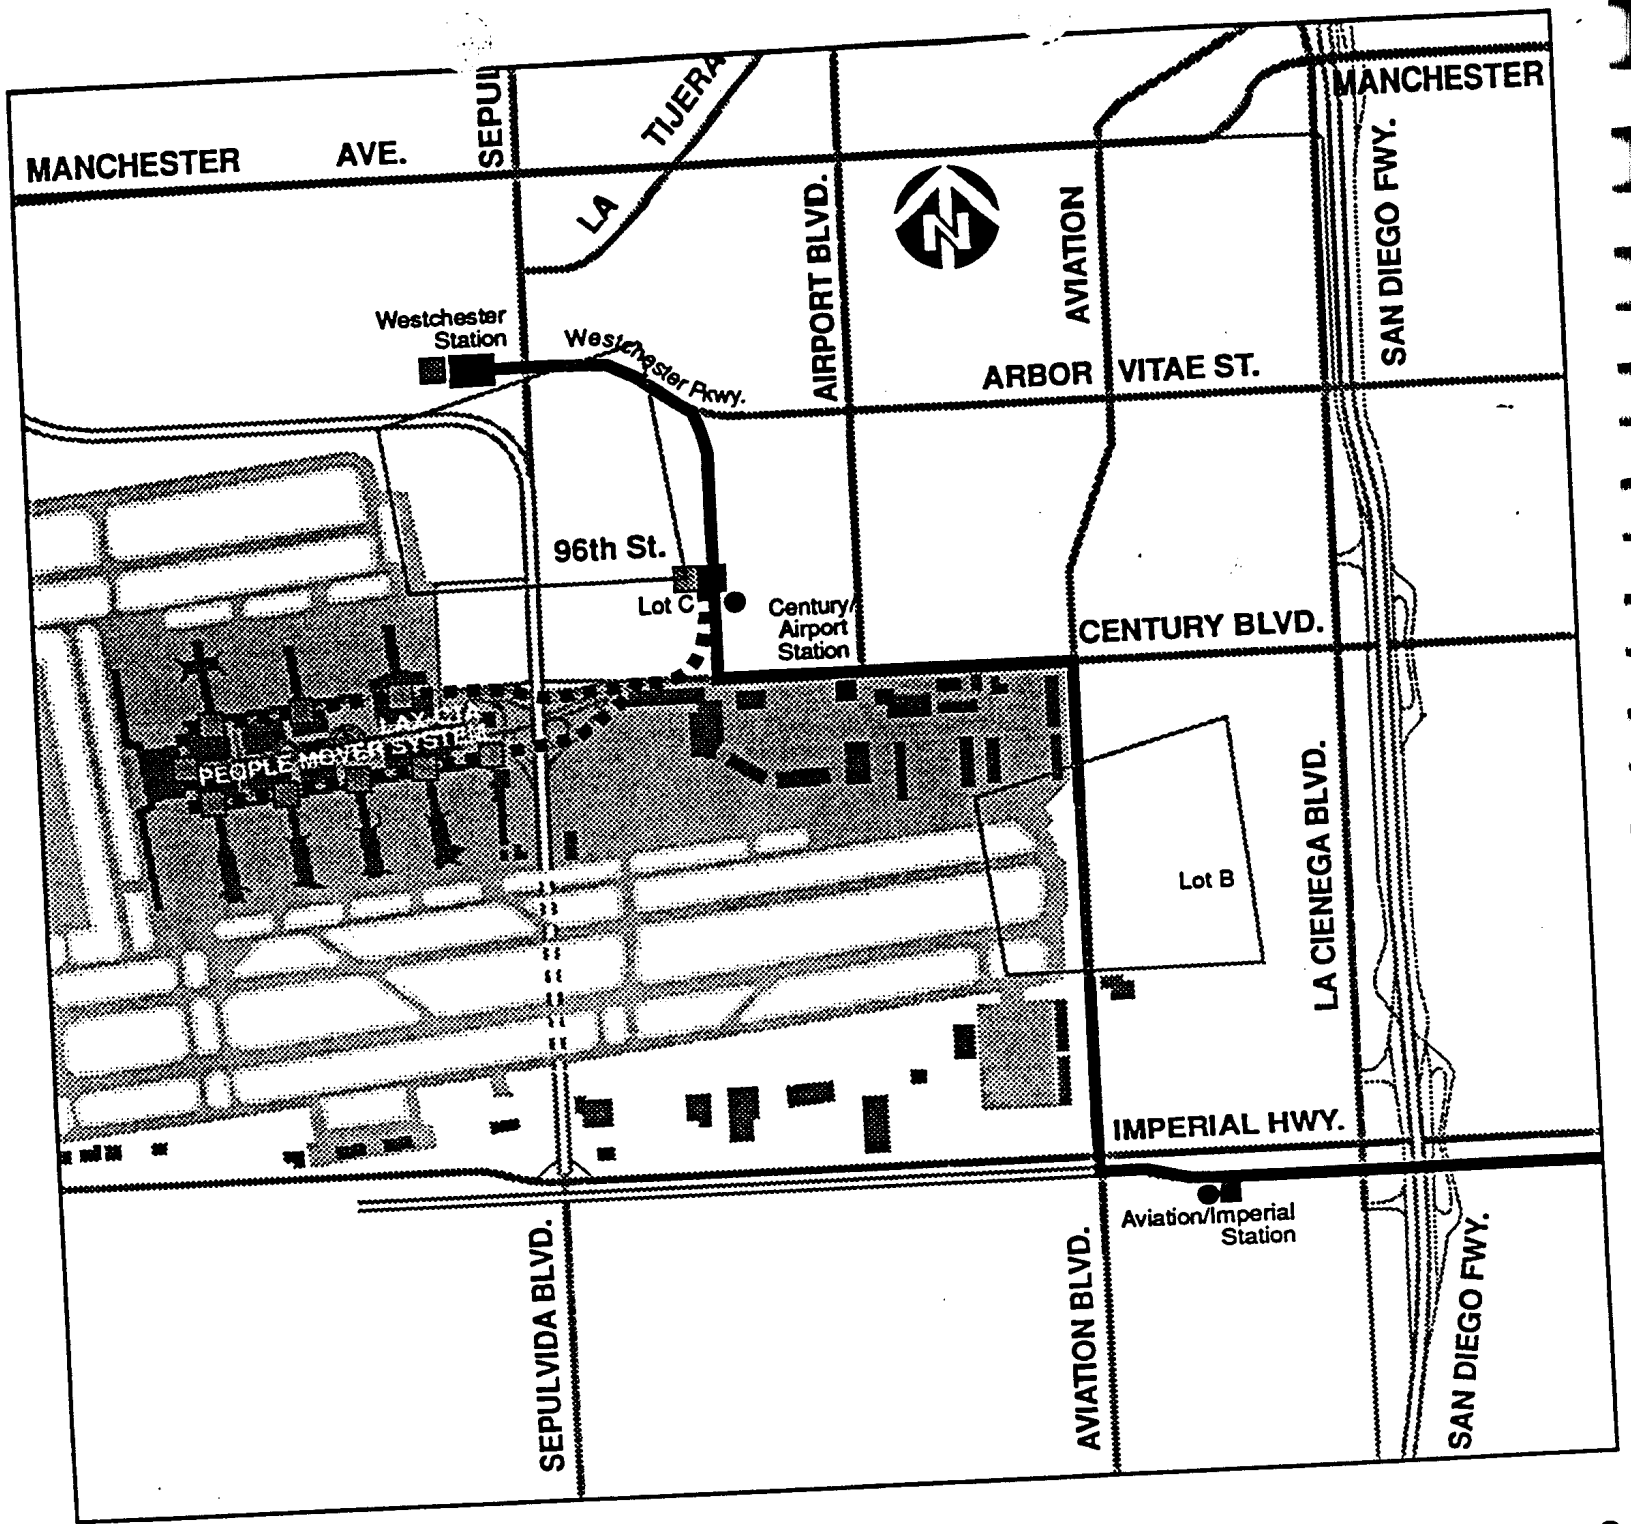 SEPUL
TIJERA
LA
MANCHESTER
MANCHESTER AVE.
AIRPORT BLVD.
AVIATION
SAN DIEGO FWY.
N
Westchester
Station
Westchester Pkwy.
ARBOR VITAE ST.
96th St.
Lot C
Century/
Airport
Station
CENTURY BLVD.
LAX CTA
PEOPLE MOVER SYSTEM
Lot B
LA CIENEGA BLVD.
IMPERIAL HWY.
Aviation/Imperial
Station
SEPULVIDA BLVD.
AVIATION BLVD.
SAN DIEGO FWY.